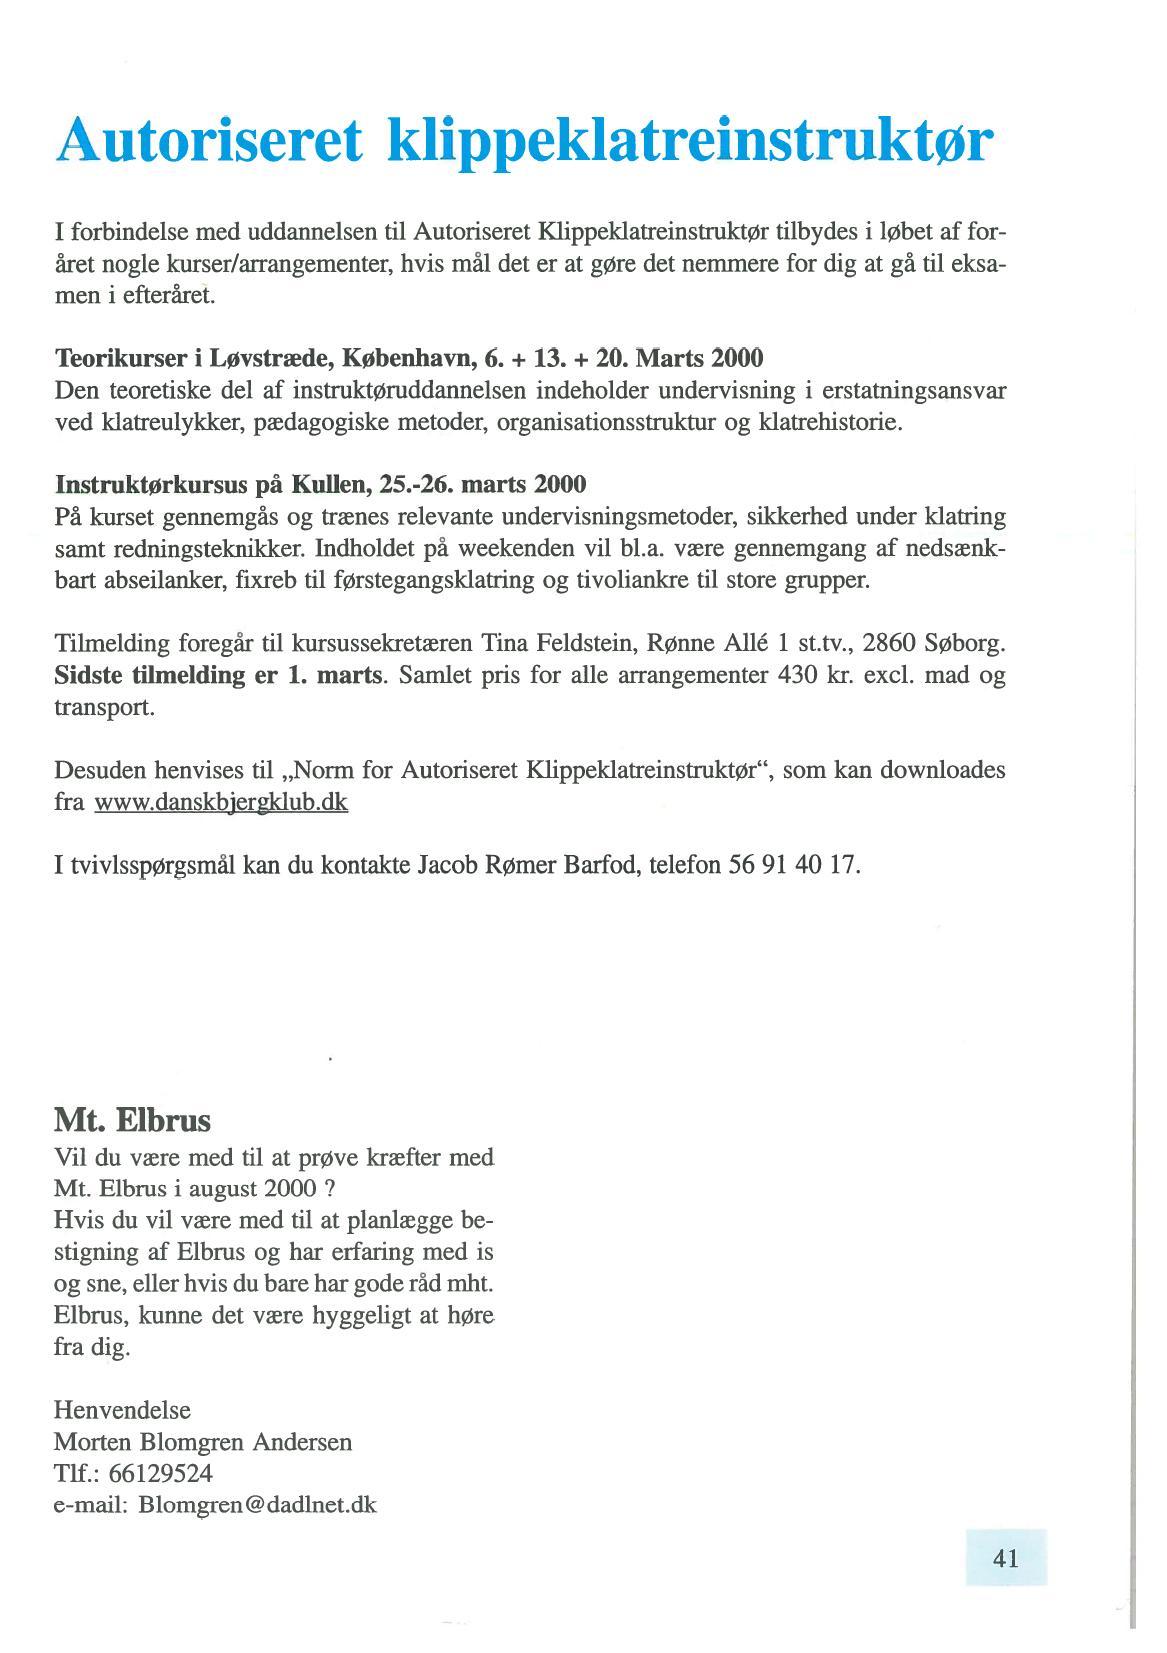 Autoriseret klippeklatreinstruktør
I forbindelse med uddannelsen til Autoriseret Klippeklatreinstruktør tilbydes i løbet af for-
året nogle kurser/arrangementer, hvis mål det er at gøre det nemmere for dig at gå til eksa-
men i efteråret.
Teorikurser i Løvstræde, København, 6. + 13. + 20. Marts 2000
Den teoretiske del af instruktøruddannelsen indeholder undervisning i erstatningsansvar
ved klatreulykker, pædagogiske metoder, organisationsstruktur og klatrehistorie.
Instruktørkursus på Kullen, 25.-26. marts 2000
På kurset gennemgås og trænes relevante undervisningsmetoder, sikkerhed under klatring
samt redningsteknikker. Indholdet på weekenden vil bl.a. være gennemgang af nedsænk-
bart abseilanker, fixreb til førstegangsklatring og tivoliankre til store grupper.
Tilmelding foregår til kursussekretæren Tina Feldstein, Rønne Allé 1 st.tv., 2860 Søborg.
Sidste tilmelding er 1. marts. Samlet pris for alle arrangementer 430 kr. excl. mad og
transport.
Desuden henvises til „Norm for Autoriseret Klippeklatreinstruktør“, som kan downloades
fra www.danskbjergklub.dk
I tvivlsspørgsmål kan du kontakte Jacob Rømer Barfod, telefon 56 91 40 17.
Mt. Elbrus
Vil du være med til at prøve kræfter med
Mt. Elbrus i august 2000 ?
Hvis du vil være med til at planlægge be-
stigning af Elbrus og har erfaring med is
og sne, eller hvis du bare har gode råd mht.
Elbrus, kunne det være hyggeligt at høre
fra dig.
Henvendelse
Morten Blomgren Andersen
Tlf.: 66129524
e-mail: Blomgren@dadlnet.dk
41